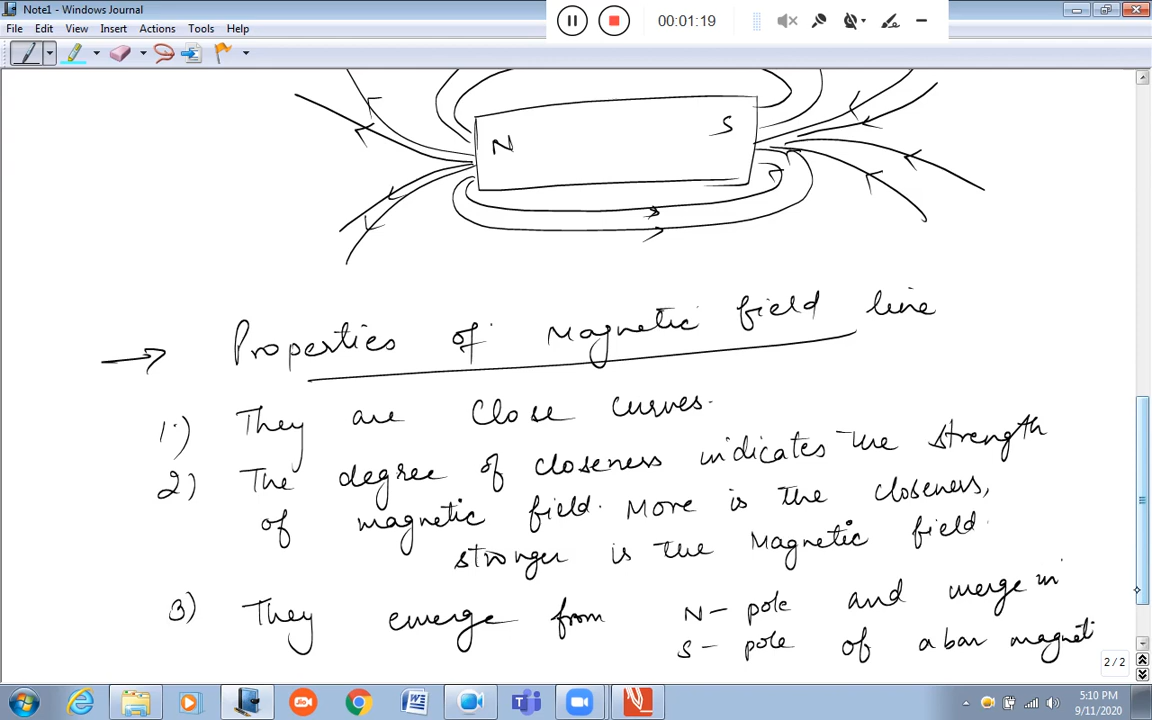 Note1 - Windows Journal
00:01:19
File Edit View Insert Actions Tools Help
N
S
Properties of Magnetic field line
1.) They are Close curves.
2) The degree of closeness indicates the strength
of magnetic field. More is the closeness,
stronger is the Magnetic field.
3) They emerge from N- pole and merge in
S- pole of a bar magnet
2/2
5:10 PM
9/11/2020